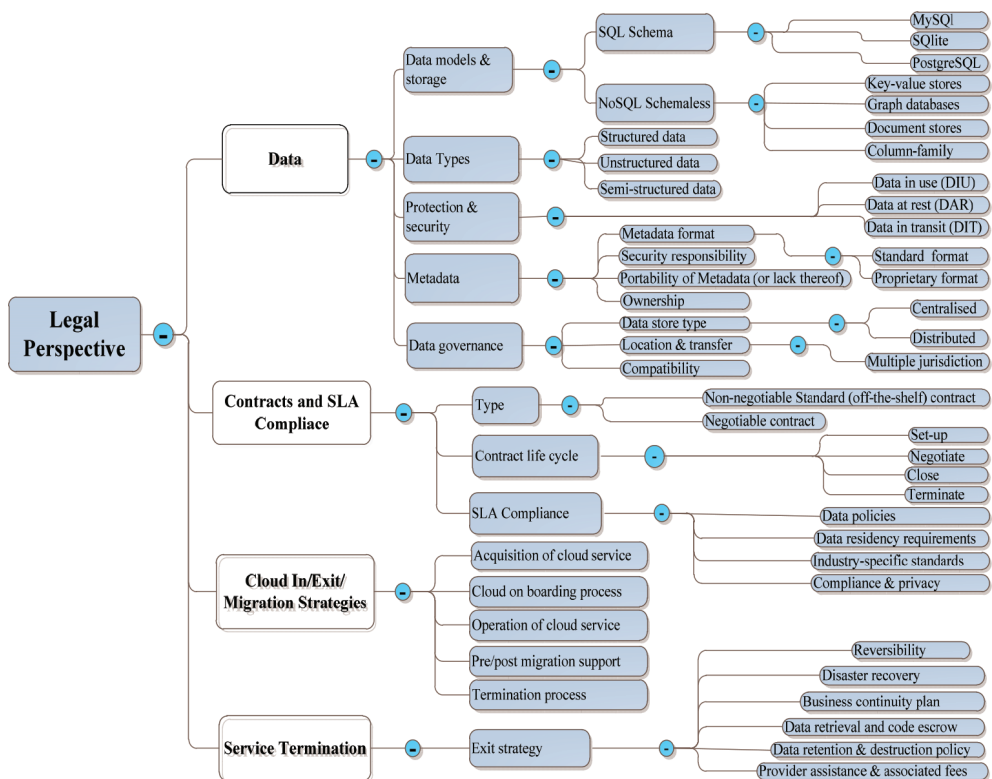 Legal
Perspective
Data
Data models &
storage
SQL Schema
MySQl
SQlite
PostgreSQL
NoSQL Schemaless
Key-value stores
Graph databases
Document stores
Column-family
Data Types
Structured data
Unstructured data
Semi-structured data
Protection &
security
Data in use (DIU)
Data at rest (DAR)
Data in transit (DIT)
Metadata
Metadata format
Standard format
Proprietary format
Security responsibility
Portability of Metadata (or lack thereof)
Ownership
Data governance
Data store type
Centralised
Distributed
Location & transfer
Multiple jurisdiction
Compatibility
Contracts and SLA
Compliace
Type
Non-negotiable Standard (off-the-shelf) contract
Negotiable contract
Contract life cycle
Set-up
Negotiate
Close
Terminate
SLA Compliance
Data policies
Data residency requirements
Industry-specific standards
Compliance & privacy
Cloud In/Exit/
Migration Strategies
Acquisition of cloud service
Cloud on boarding process
Operation of cloud service
Pre/post migration support
Termination process
Service Termination
Exit strategy
Reversibility
Disaster recovery
Business continuity plan
Data retrieval and code escrow
Data retention & destruction policy
Provider assistance & associated fees